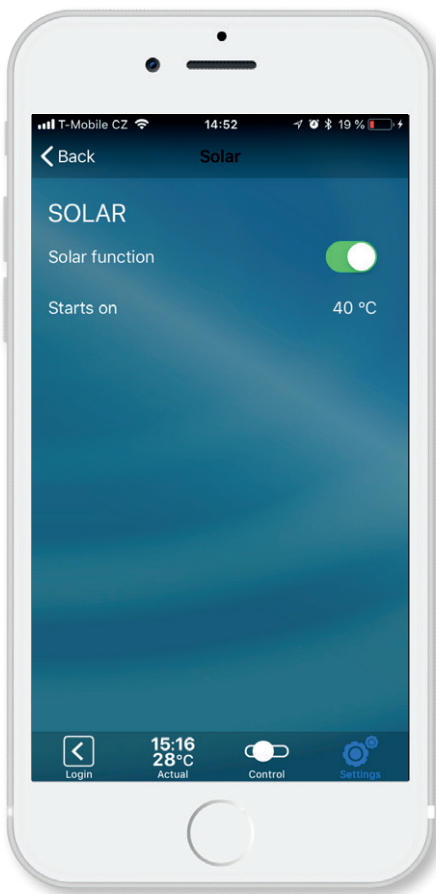 T-Mobile CZ 14:52 19 %
Back Solar
SOLAR
Solar function
Starts on 40 °C
15:16
28°C
Login Actual Control Settings